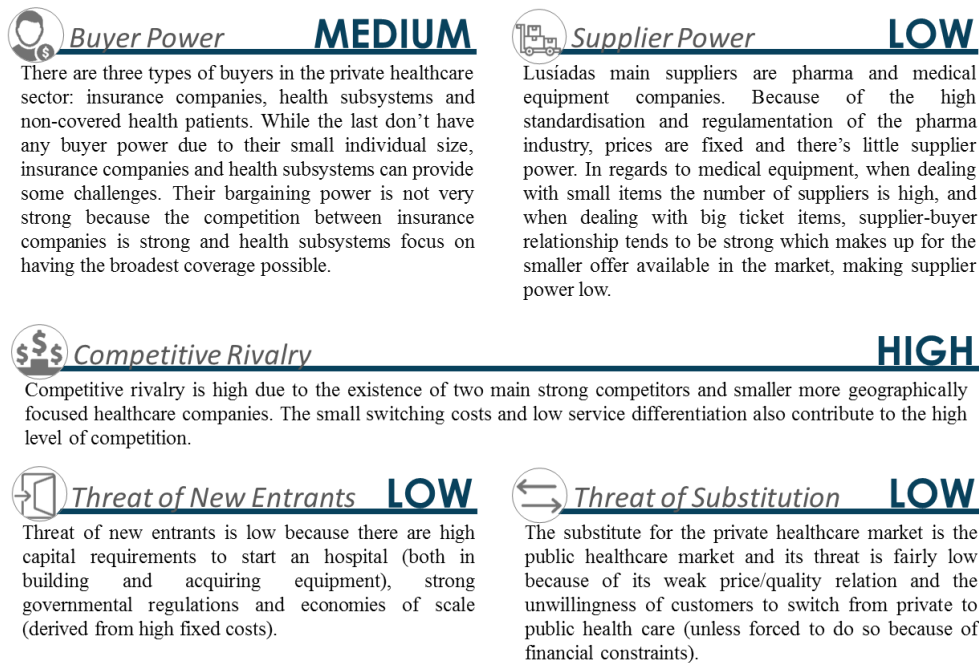 Buyer Power MEDIUM
There are three types of buyers in the private healthcare
sector: insurance companies, health subsystems and
non-covered health patients. While the last don't have
any buyer power due to their small individual size,
insurance companies and health subsystems can provide
some challenges. Their bargaining power is not very
strong because the competition between insurance
companies is strong and health subsystems focus on
having the broadest coverage possible.
Supplier Power LOW
Lusíadas main suppliers are pharma and medical
equipment companies. Because of the high
standardisation and regulamentation of the pharma
industry, prices are fixed and there's little supplier
power. In regards to medical equipment, when dealing
with small items the number of suppliers is high, and
when dealing with big ticket items, supplier-buyer
relationship tends to be strong which makes up for the
smaller offer available in the market, making supplier
power low.
$ $ $ Competitive Rivalry HIGH
Competitive rivalry is high due to the existence of two main strong competitors and smaller more geographically
focused healthcare companies. The small switching costs and low service differentiation also contribute to the high
level of competition.
Threat of New Entrants LOW
Threat of new entrants is low because there are high
capital requirements to start an hospital (both in
building and acquiring equipment), strong
governmental regulations and economies of scale
(derived from high fixed costs).
Threat of Substitution LOW
The substitute for the private healthcare market is the
public healthcare market and its threat is fairly low
because of its weak price/quality relation and the
unwillingness of customers to switch from private to
public health care (unless forced to do so because of
financial constraints).